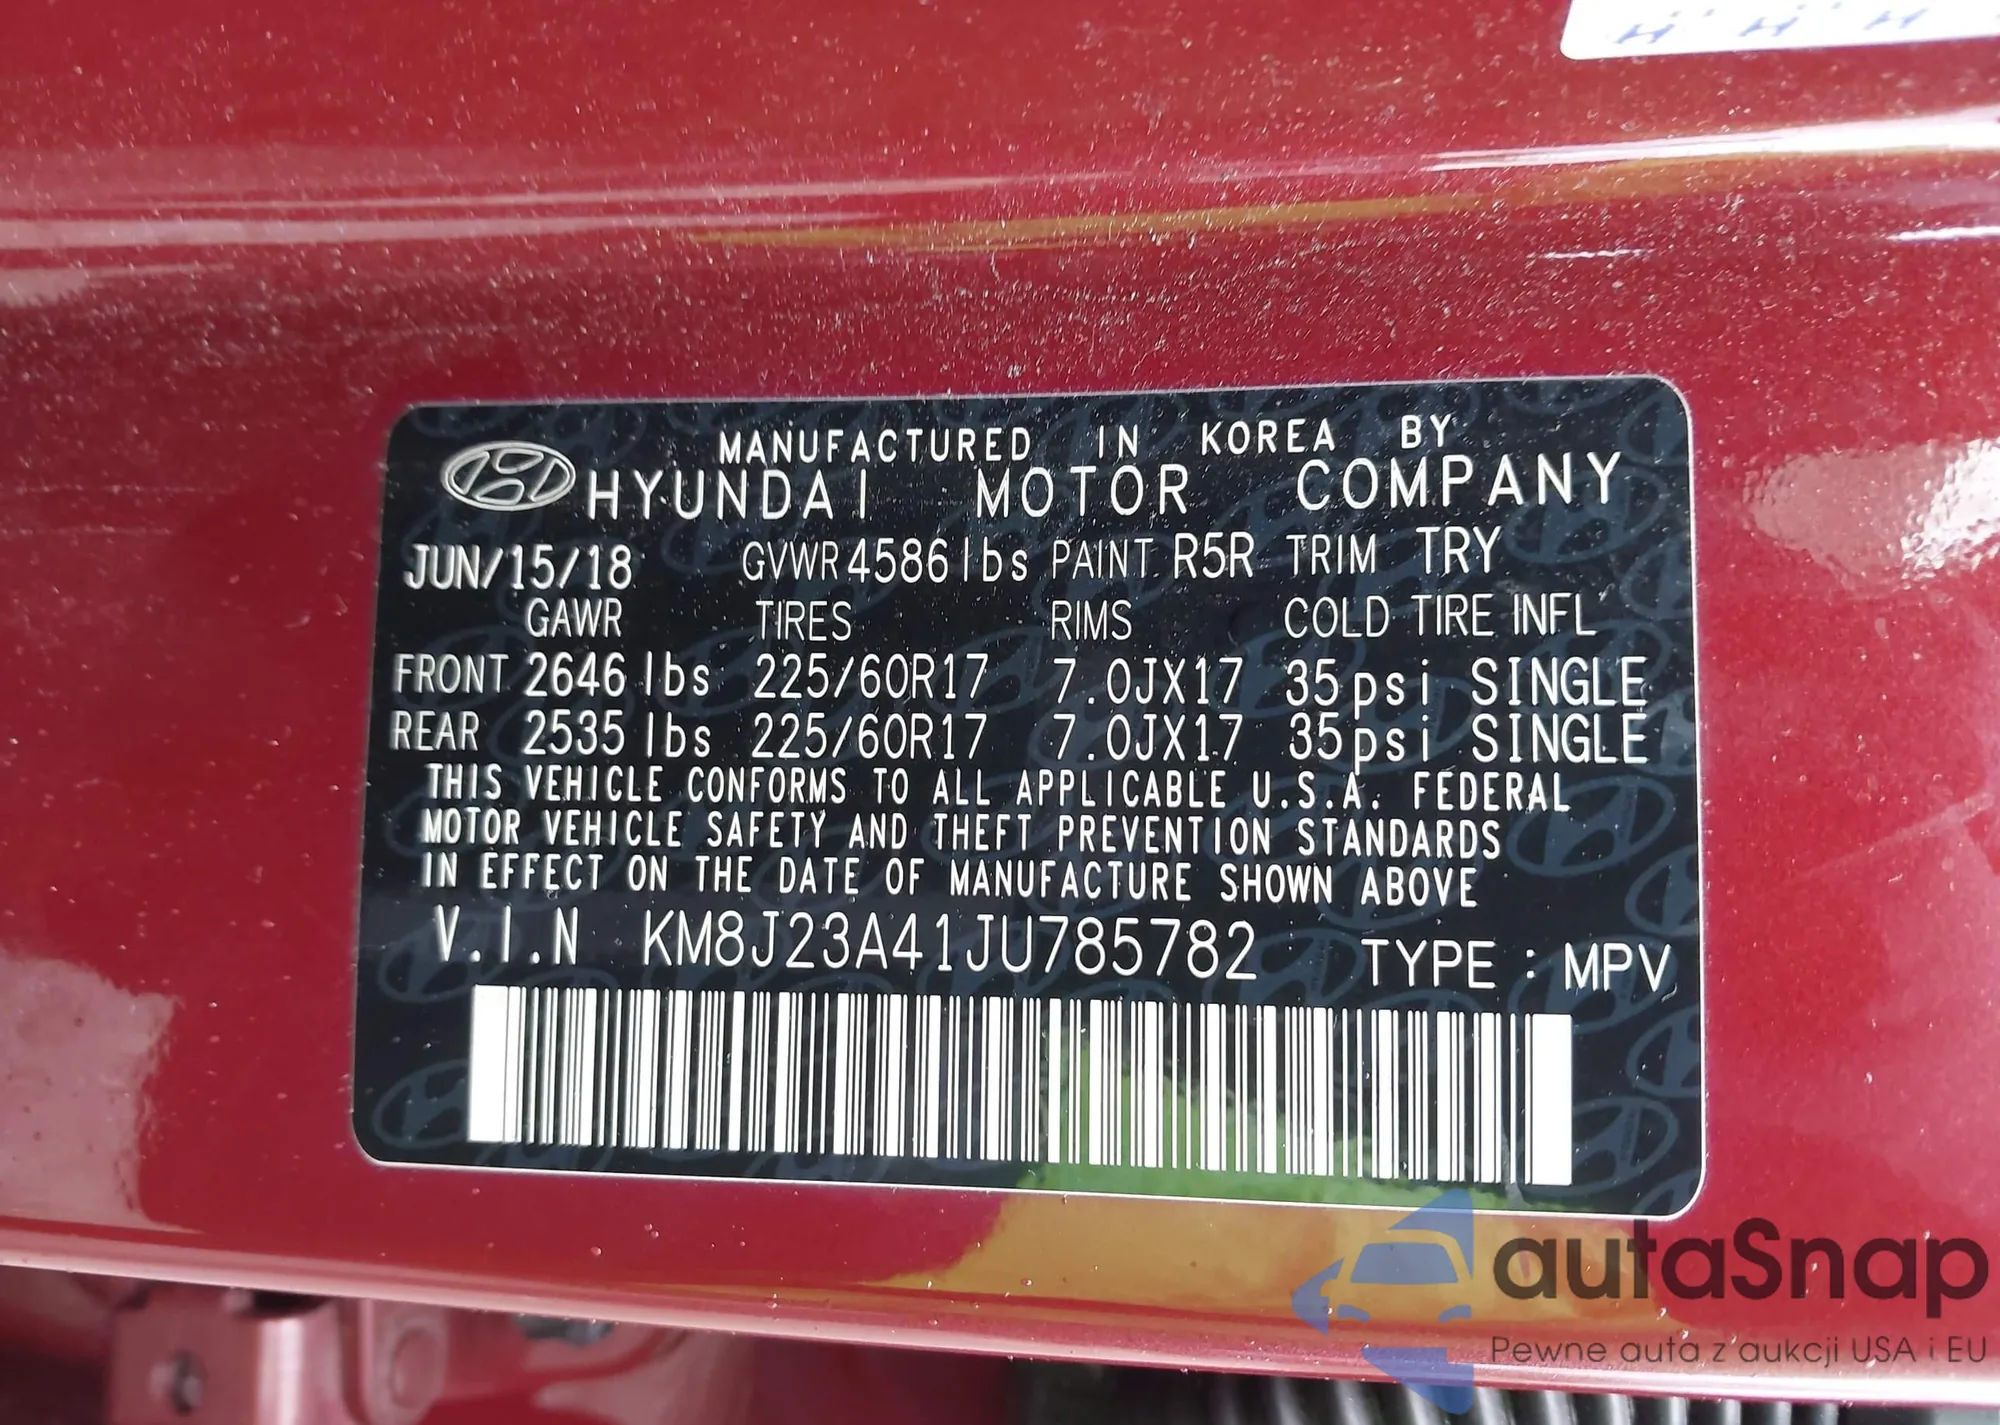 MANUFACTURED IN KOREA BY
HYUNDAI MOTOR COMPANY
JUN/15/18 GVWR 4586 lbs PAINT R5R TRIM TRY
GAWR TIRES RIMS COLD TIRE INFL
FRONT 2646 lbs 225/60R17 7.0JX17 35psi SINGLE
REAR 2535 lbs 225/60R17 7.0JX17 35psi SINGLE
THIS VEHICLE CONFORMS TO ALL APPLICABLE U.S.A. FEDERAL
MOTOR VEHICLE SAFETY AND THEFT PREVENTION STANDARDS
IN EFFECT ON THE DATE OF MANUFACTURE SHOWN ABOVE
V.I.N KM8J23A41JU785782 TYPE : MPV
autaSnap
Pewne auta z aukcji USA i EU